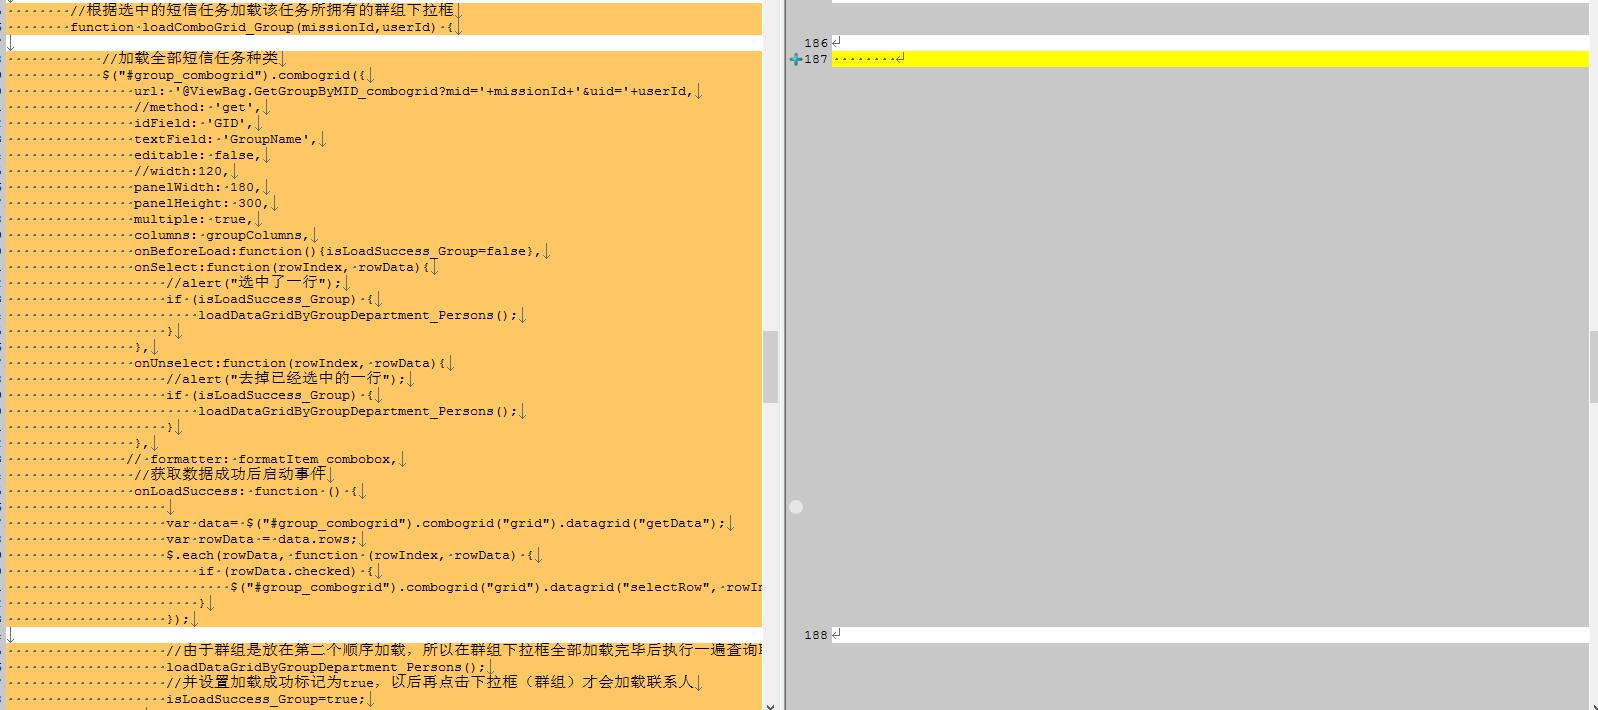 //根据选中的短信任务加载该任务所拥有的群组下拉框
function loadComboGrid_Group(missionId,userId) {
//加载全部短信任务种类
$("#group_combogrid").combogrid({
url: '@ViewBag.GetGroupByMID_combogrid?mid='+missionId+'&uid='+userId,
//method: 'get',
idField: 'GID',
textField: 'GroupName',
editable: false,
//width:120,
panelWidth: 180,
panelHeight: 300,
multiple: true,
columns: groupColumns,
onBeforeLoad:function(){isLoadSuccess_Group=false},
onSelect:function(rowIndex, rowData){
//alert("选中了一行");
if (isLoadSuccess_Group) {
loadDataGridByGroupDepartment_Persons();
}
},
onUnselect:function(rowIndex, rowData){
//alert("去掉已经选中的一行");
if (isLoadSuccess_Group) {
loadDataGridByGroupDepartment_Persons();
}
},
// formatter: formatItem_combobox,
//获取数据成功后启动事件
onLoadSuccess: function () {
var data= $("#group_combogrid").combogrid("grid").datagrid("getData");
var rowData = data.rows;
$.each(rowData, function (rowIndex, rowData) {
if (rowData.checked) {
$("#group_combogrid").combogrid("grid").datagrid("selectRow", rowIn
}
});
//由于群组是放在第二个顺序加载，所以在群组下拉框全部加载完毕后执行一遍查询
loadDataGridByGroupDepartment_Persons();
//并设置加载成功标记为true，以后再点击下拉框（群组）才会加载联系人
isLoadSuccess_Group=true;
186
187
188